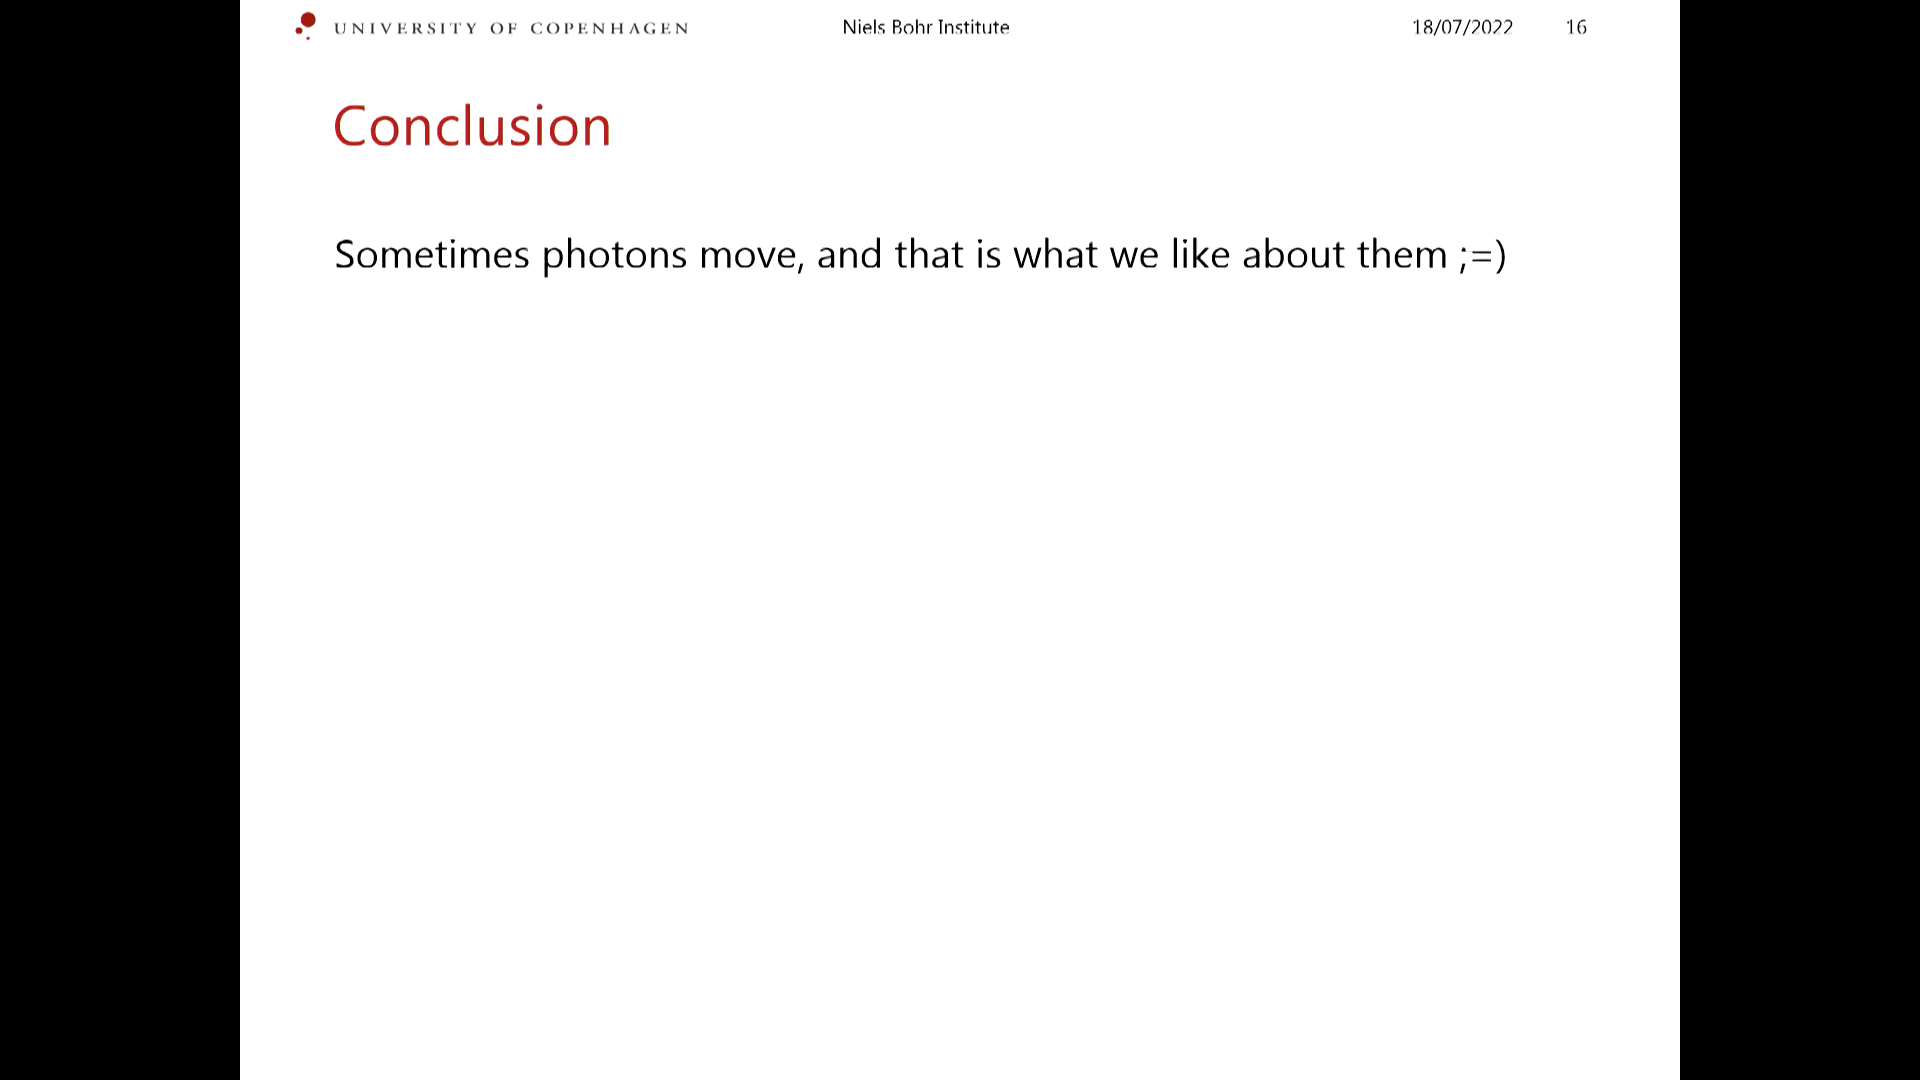 UNIVERSITY OF COPENHAGEN Niels Bohr Institute 18/07/2022 16
Conclusion
Sometimes photons move, and that is what we like about them ;=)